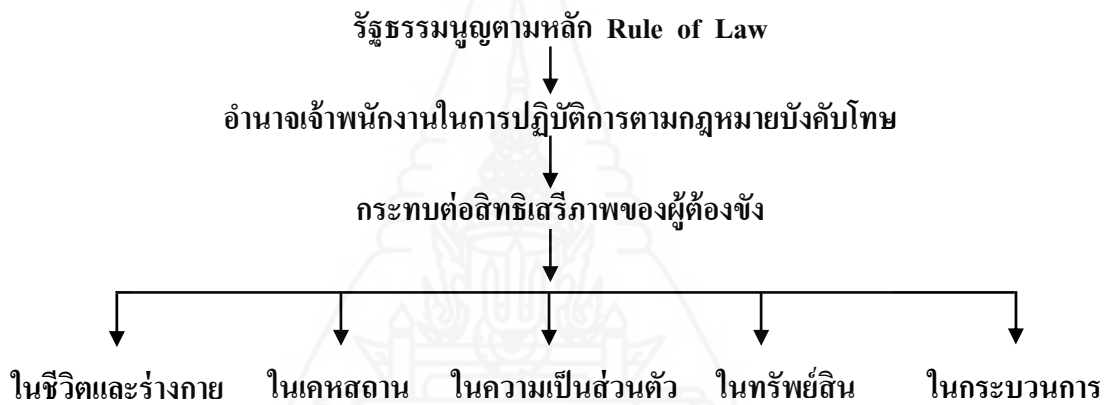 รัฐธรรมนูญตามหลัก Rule of Law
อำนาจเจ้าพนักงานในการปฏิบัติการตามกฎหมายบังคับโทษ
กระทบต่อสิทธิเสรีภาพของผู้ต้องขัง
ในชีวิตและร่างกาย ในเคหสถาน ในความเป็นส่วนตัว ในทรัพย์สิน ในกระบวนการ